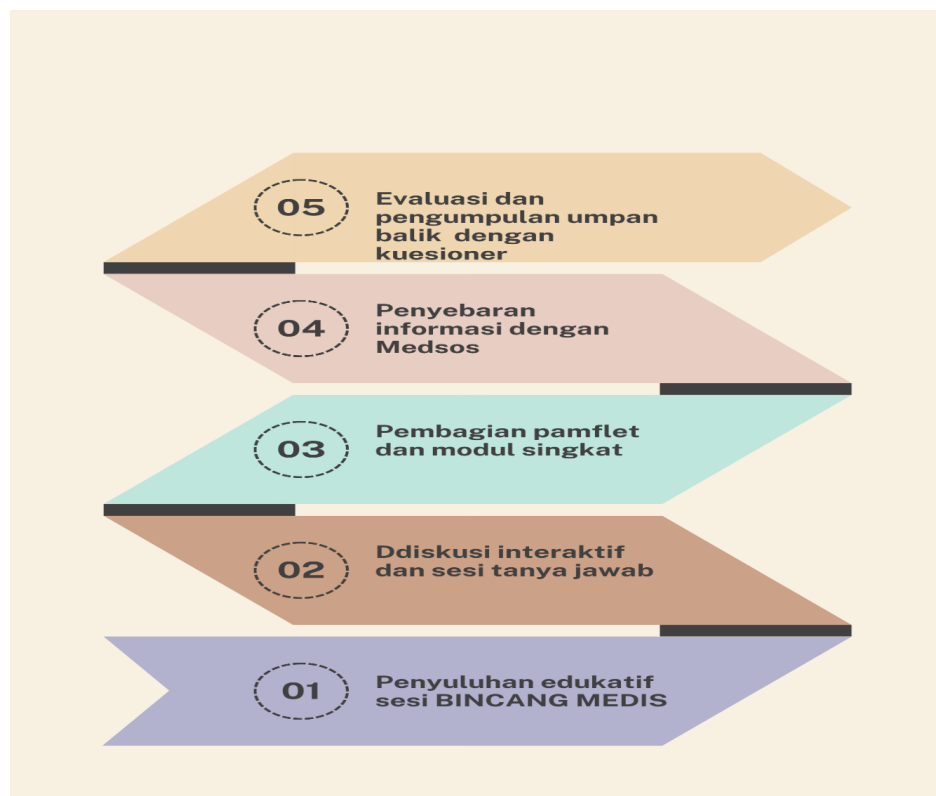 05
Evaluasi dan
pengumpulan umpan
balik dengan
kuesioner
04
Penyebaran
informasi dengan
Medsos
03
Pembagian pamflet
dan modul singkat
02
Ddiskusi interaktif
dan sesi tanya jawab
01
Penyuluhan edukatif
sesi BINCANG MEDIS